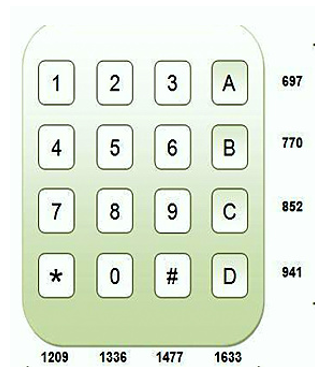 1 2 3 A 697
4 5 6 B 770
7 8 9 C 852
* 0 # D 941
1209 1336 1477 1633